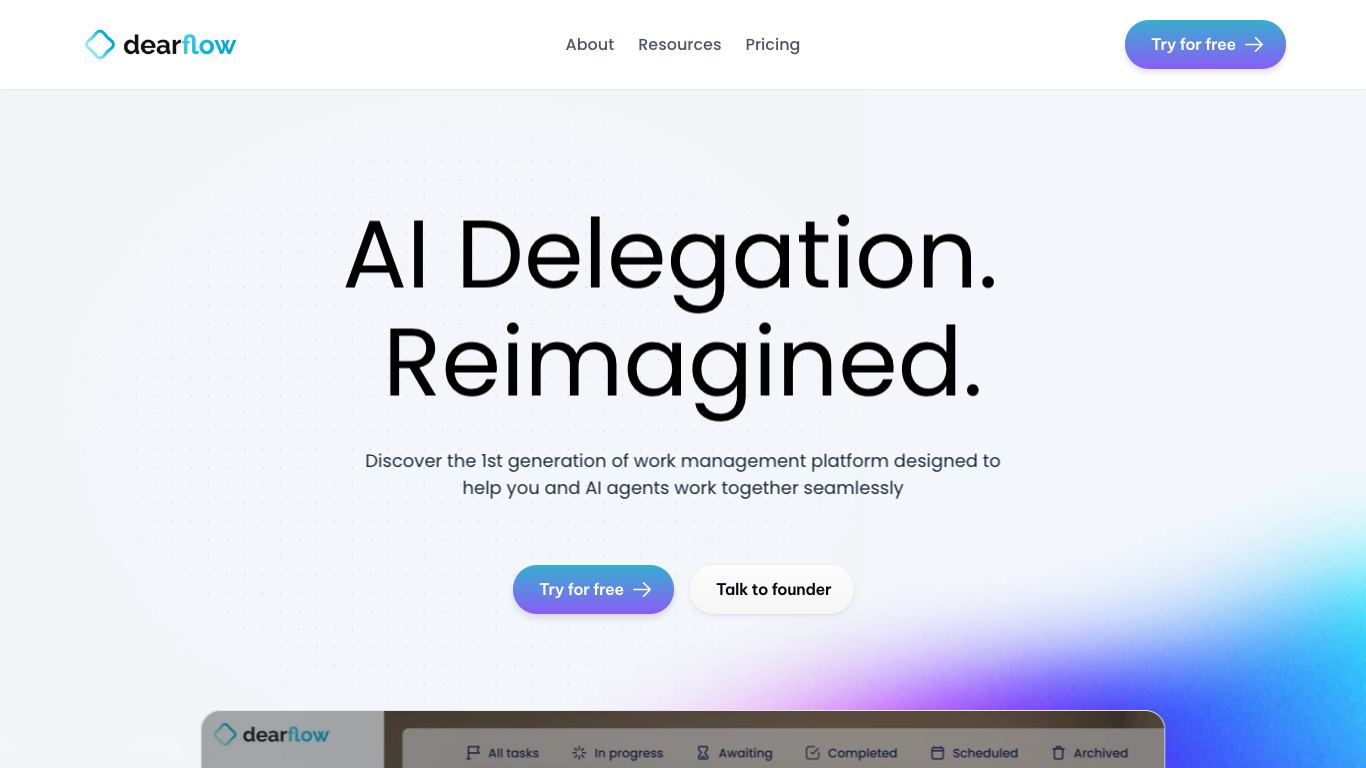 dearflow
About
Resources
Pricing
Try for free
AI Delegation.
Reimagined.
Discover the 1st generation of work management platform designed to
help you and AI agents work together seamlessly
Try for free
Talk to founder
dearflow
All tasks
In progress
Awaiting
Completed
Scheduled
Archived